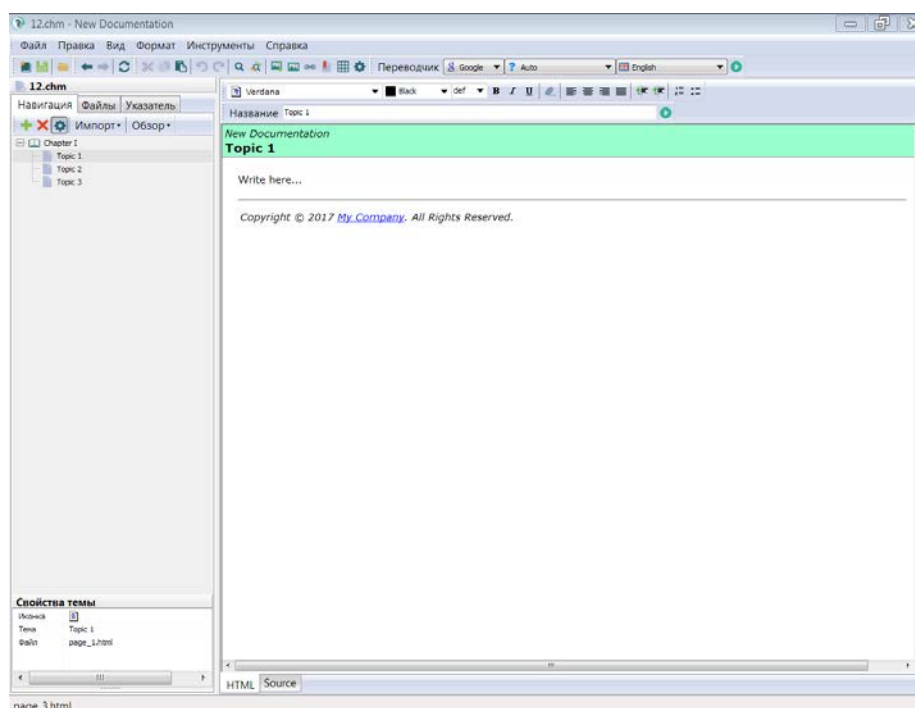 12.chm - New Documentation
Файл Правка Вид Формат Инструменты Справка
Переводчик Google ? Auto English
12.chm
Verdana Black def B I U
Навигация Файлы Указатель
Название Topic 1
Импорт Обзор
New Documentation
Topic 1
Chapter I
Topic 1
Topic 2
Topic 3
Write here...
Copyright © 2017 My Company. All Rights Reserved.
Свойства темы
Иконка
Тема Topic 1
Файл page_1.html
HTML Source
page_3.html